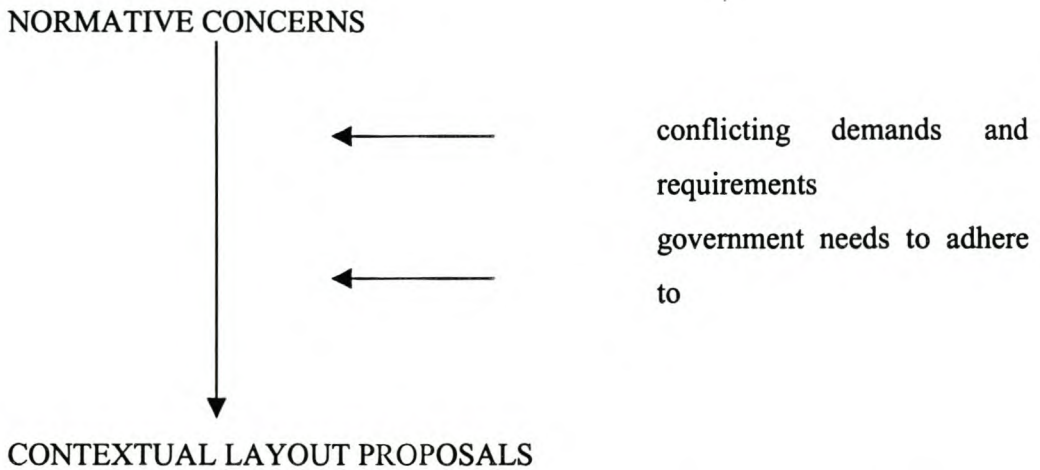 NORMATIVE CONCERNS
conflicting demands and
requirements
government needs to adhere
to
CONTEXTUAL LAYOUT PROPOSALS